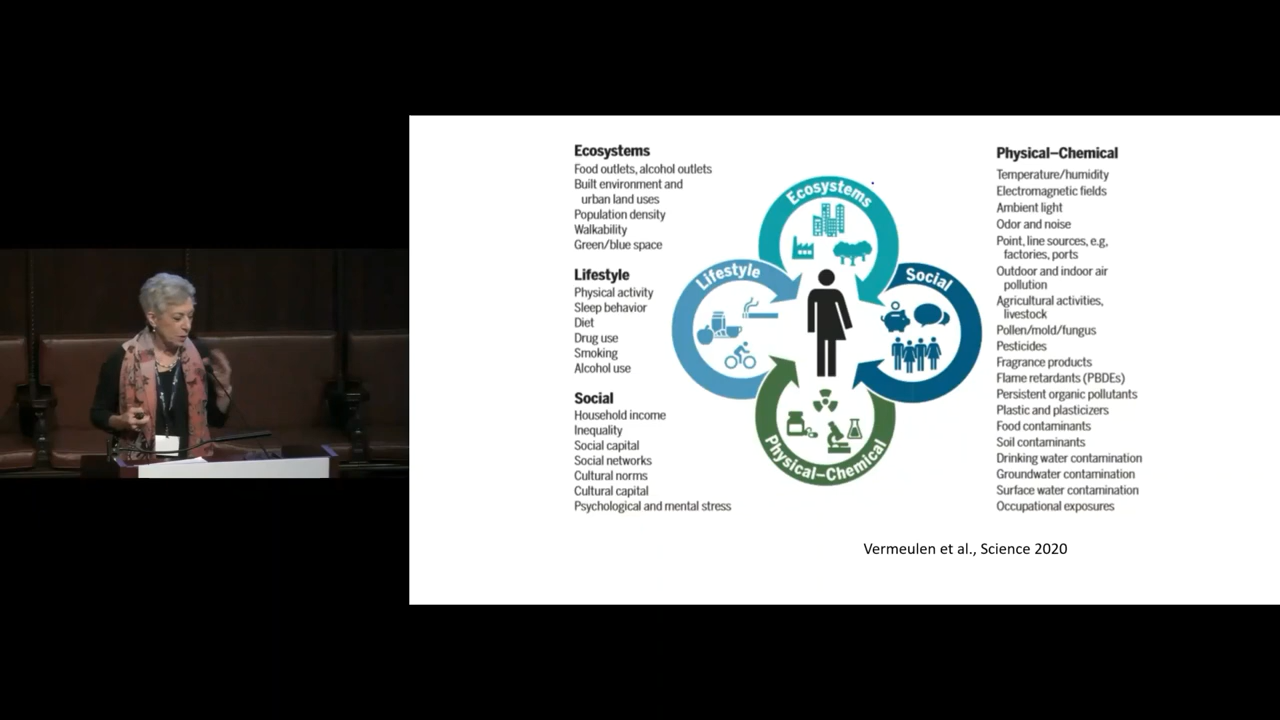 Ecosystems
Food outlets, alcohol outlets
Built environment and
urban land uses
Population density
Walkability
Green/blue space
Lifestyle
Physical activity
Sleep behavior
Diet
Drug use
Smoking
Alcohol use
Social
Household income
Inequality
Social capital
Social networks
Cultural norms
Cultural capital
Psychological and mental stress
Ecosystems
Lifestyle
Social
Physical–Chemical
Physical–Chemical
Temperature/humidity
Electromagnetic fields
Ambient light
Odor and noise
Point, line sources, e.g,
factories, ports
Outdoor and indoor air
pollution
Agricultural activities,
livestock
Pollen/mold/fungus
Pesticides
Fragrance products
Flame retardants (PBDEs)
Persistent organic pollutants
Plastic and plasticizers
Food contaminants
Soil contaminants
Drinking water contamination
Groundwater contamination
Surface water contamination
Occupational exposures
Vermeulen et al., Science 2020